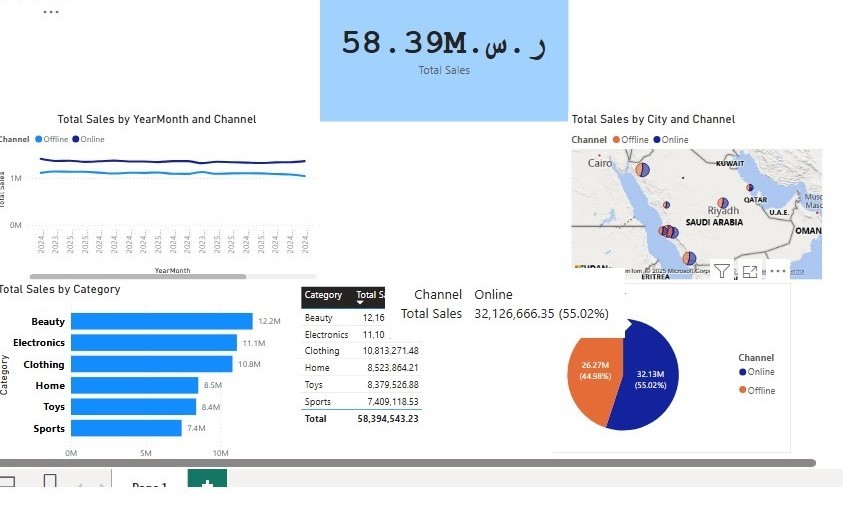 58.39M.ر.س
Total Sales
Total Sales by YearMonth and Channel
Channel Offline Online
Total Sales
1M
0M
2024... 2023... 2025... 2025... 2025... 2024... 2024... 2024... 2023... 2025... 2025... 2025... 2024... 2023... 2024... 2025... 2024... 2024... 2024...
YearMonth
Total Sales by City and Channel
Channel Offline Online
Cairo
KUWAIT
QATAR
Riyadh
SAUDI ARABIA
U.A.E.
OMAN
ERITREA
© 2025 Microsoft Corp
Total Sales by Category
Category
Beauty 12.2M
Electronics 11.1M
Clothing 10.8M
Home 8.5M
Toys 8.4M
Sports 7.4M
0M 5M 10M
Category Total Sa
Beauty 12,16
Electronics 11,10
Clothing 10,813,271.48
Home 8,523,864.21
Toys 8,379,526.88
Sports 7,409,118.53
Total 58,394,543.23
Channel Online
Total Sales 32,126,666.35 (55.02%)
26.27M
(44.98%)
32.13M
(55.02%)
Channel
Online
Offline
Page 1